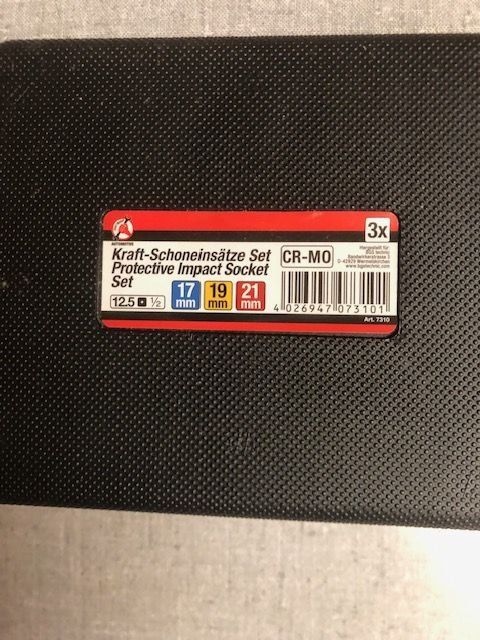 AUTOMOTIVE
Kraft-Schoneinsätze Set
Protective Impact Socket
Set
12.5 1/2
17
mm
19
mm
21
mm
CR-MO
3x
Hergestellt für:
BGS technic
Bandwirkerstrasse 3
D-42929 Wermelskirchen
www.bgstechnic.com
4 026947 073101
Art. 7310